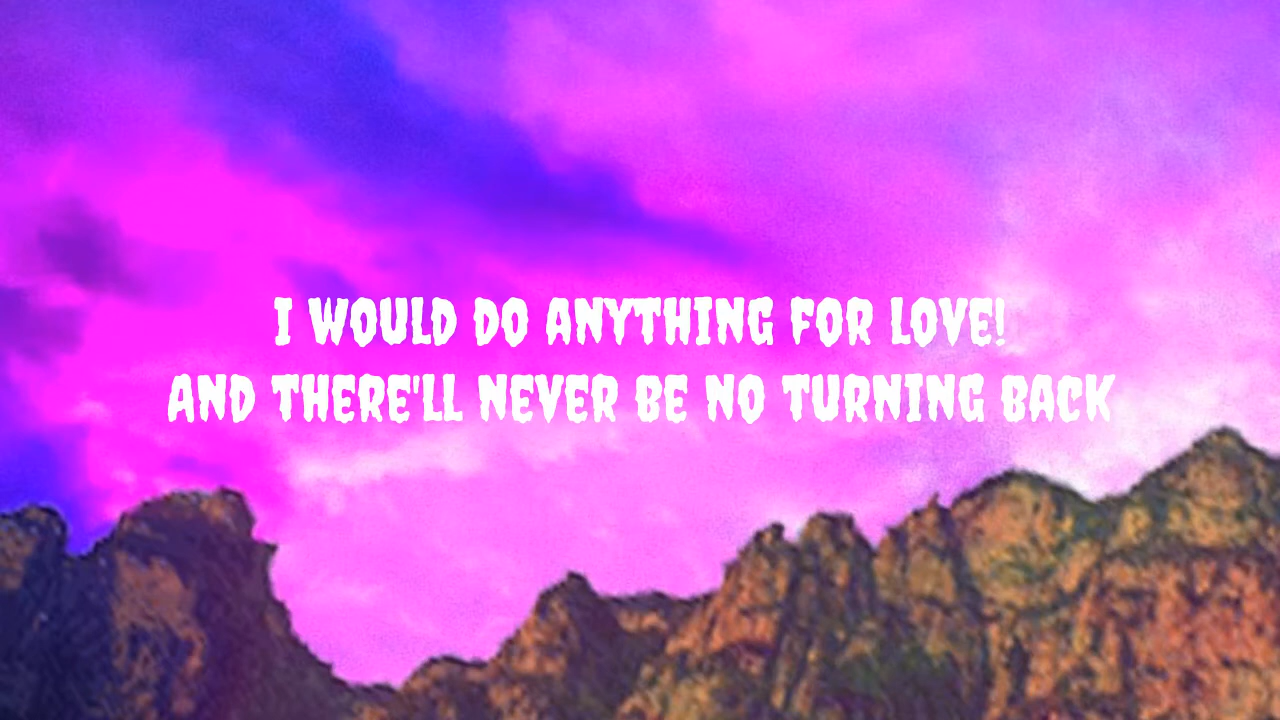 I WOULD DO ANYTHING FOR LOVE!
AND THERE'LL NEVER BE NO TURNING BACK